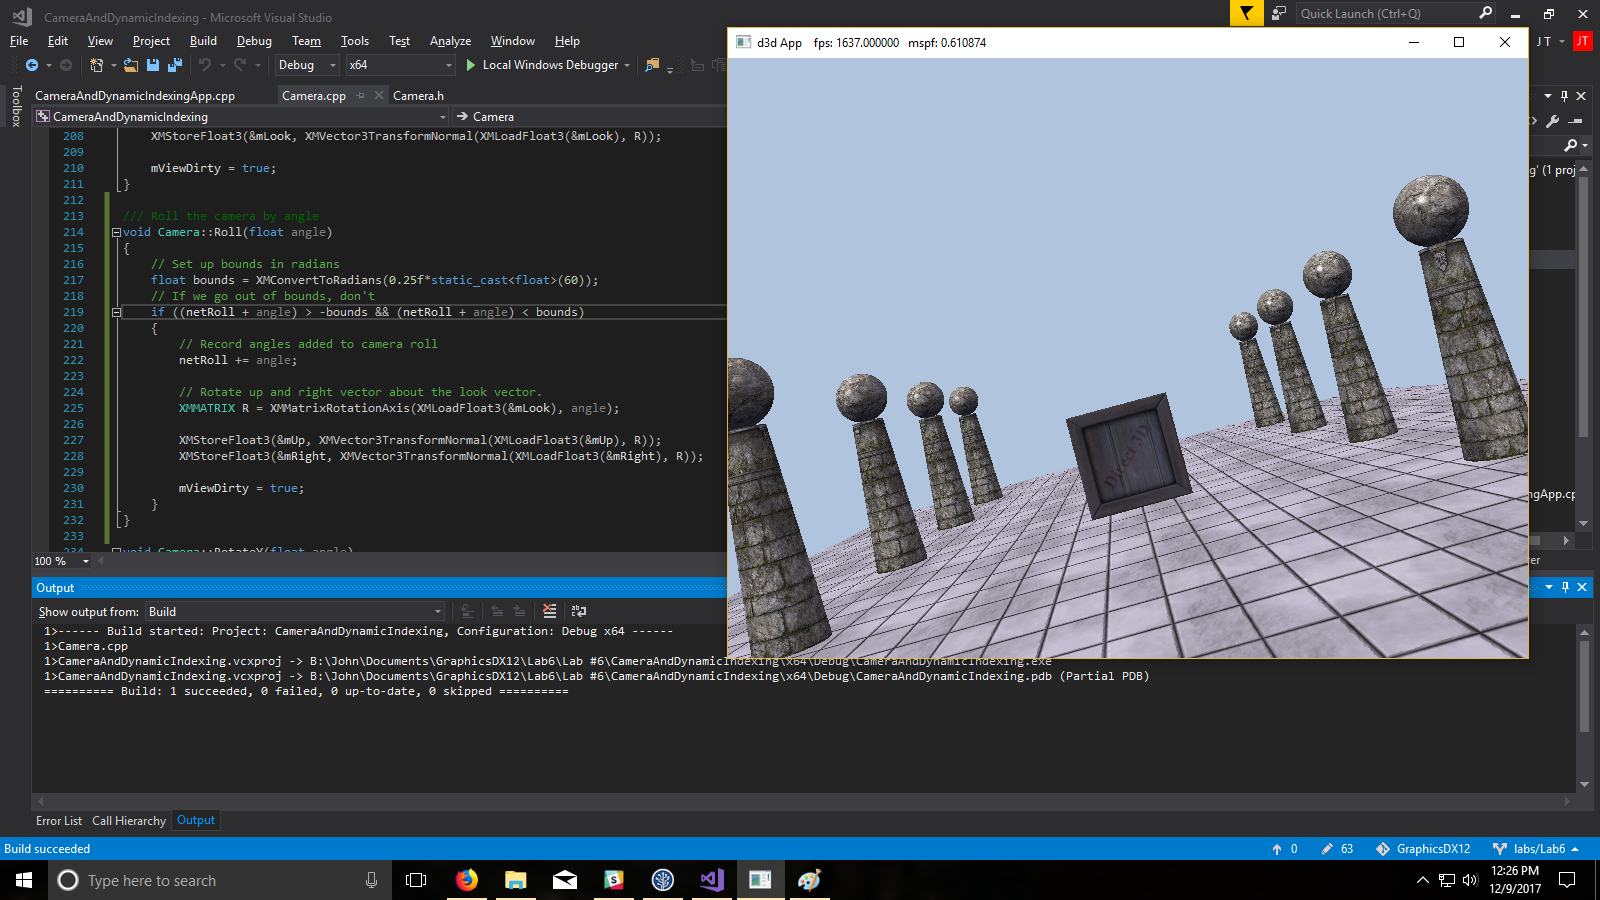 CameraAndDynamicIndexing - Microsoft Visual Studio
Quick Launch (Ctrl+Q)
File Edit View Project Build Debug Team Tools Test Analyze Window Help
J T JT
Debug x64 Local Windows Debugger
d3d App fps: 1637.000000 mspf: 0.610874
Toolbox
CameraAndDynamicIndexingApp.cpp Camera.cpp Camera.h
CameraAndDynamicIndexing Camera
208 XMStoreFloat3(&mLook, XMVector3TransformNormal(XMLoadFloat3(&mLook), R));
209
210 mViewDirty = true;
211 }
212
213 /// Roll the camera by angle
214 void Camera::Roll(float angle)
215 {
216 // Set up bounds in radians
217 float bounds = XMConvertToRadians(0.25f*static_cast<float>(60));
218 // If we go out of bounds, don't
219 if ((netRoll + angle) > -bounds && (netRoll + angle) < bounds)
220 {
221 // Record angles added to camera roll
222 netRoll += angle;
223
224 // Rotate up and right vector about the look vector.
225 XMMATRIX R = XMMatrixRotationAxis(XMLoadFloat3(&mLook), angle);
226
227 XMStoreFloat3(&mUp, XMVector3TransformNormal(XMLoadFloat3(&mUp), R));
228 XMStoreFloat3(&mRight, XMVector3TransformNormal(XMLoadFloat3(&mRight), R));
229
230 mViewDirty = true;
231 }
232 }
233
234 void Camera::RotateY(float angle)
g' (1 proj
ngApp.cp
rer
Direct 3D
100 %
Output
Show output from: Build
1>------ Build started: Project: CameraAndDynamicIndexing, Configuration: Debug x64 ------
1>Camera.cpp
1>CameraAndDynamicIndexing.vcxproj -> B:\John\Documents\GraphicsDX12\Lab6\Lab #6\CameraAndDynamicIndexing\x64\Debug\CameraAndDynamicIndexing.exe
1>CameraAndDynamicIndexing.vcxproj -> B:\John\Documents\GraphicsDX12\Lab6\Lab #6\CameraAndDynamicIndexing\x64\Debug\CameraAndDynamicIndexing.pdb (Partial PDB)
========== Build: 1 succeeded, 0 failed, 0 up-to-date, 0 skipped ==========
Error List Call Hierarchy Output
Build succeeded 0 63 GraphicsDX12 labs/Lab6
Type here to search
12:26 PM
12/9/2017